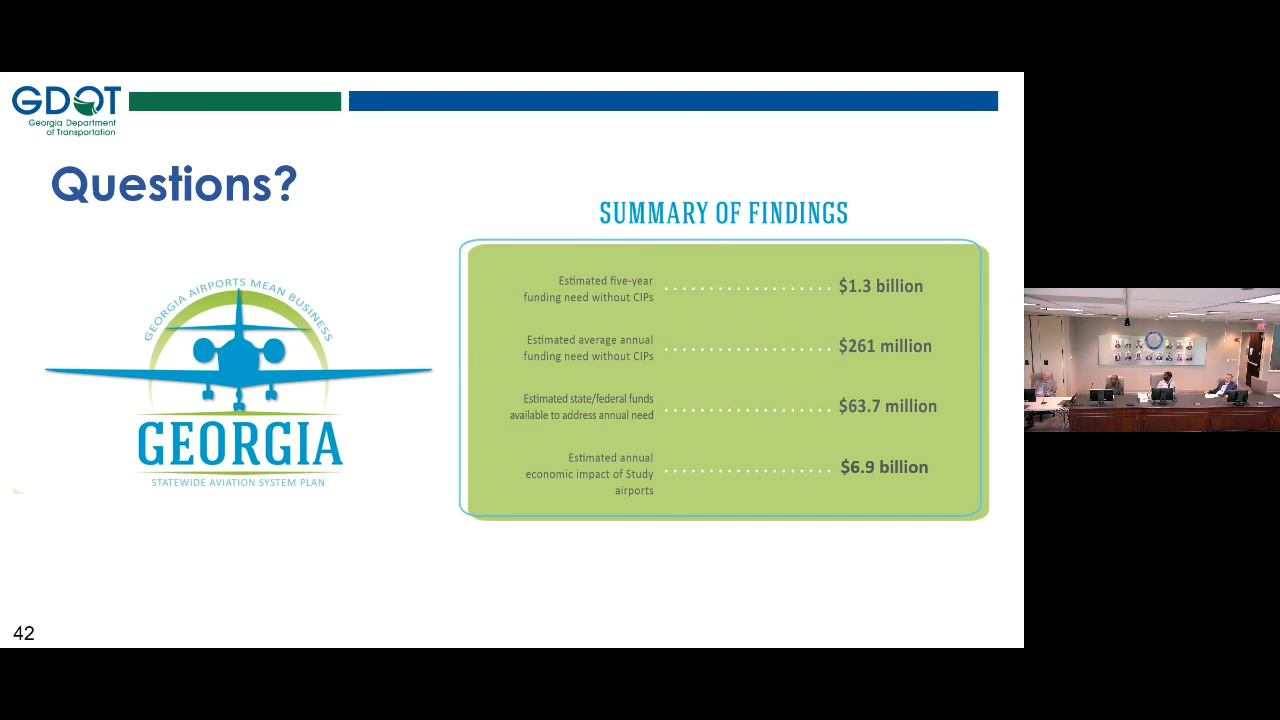 GDOT
Georgia Department
of Transportation
Questions?
SUMMARY OF FINDINGS
Estimated five-year
funding need without CIPs
$1.3 billion
Estimated average annual
funding need without CIPs
$261 million
Estimated state/federal funds
available to address annual need
$63.7 million
Estimated annual
economic impact of Study
airports
$6.9 billion
GEORGIA AIRPORTS MEAN BUSINESS
GEORGIA
STATEWIDE AVIATION SYSTEM PLAN
42